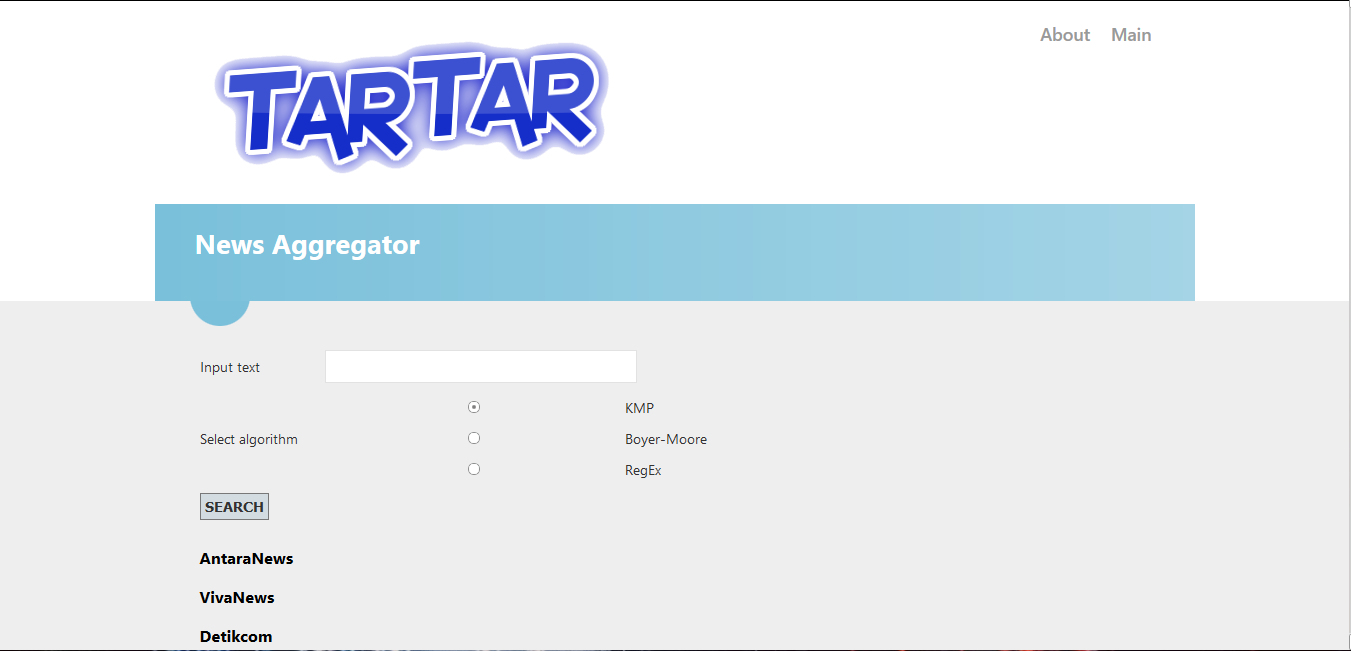 About Main
TARTAR
News Aggregator
Input text
KMP
Select algorithm
Boyer-Moore
RegEx
SEARCH
AntaraNews
VivaNews
Detikcom